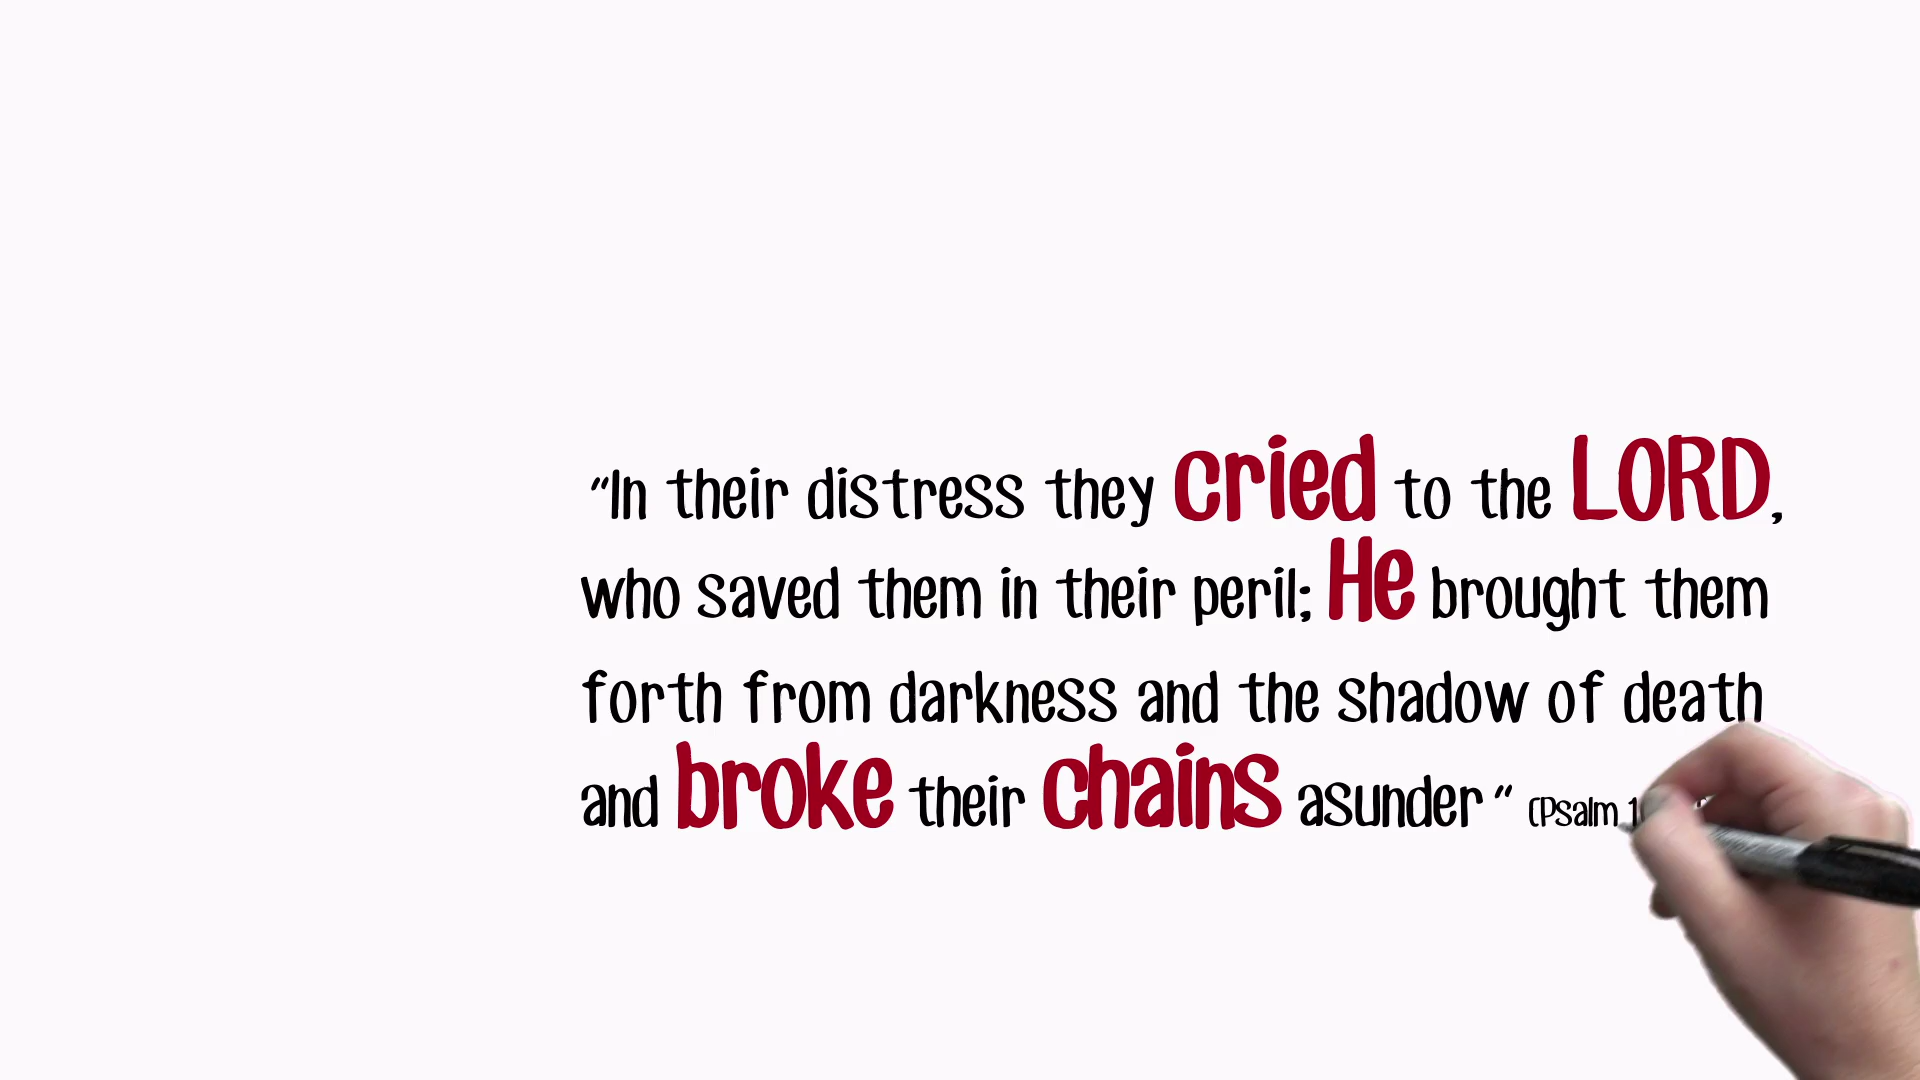 "In their distress they cried to the LORD,
who saved them in their peril; He brought them
forth from darkness and the shadow of death
and broke their chains asunder" (Psalm